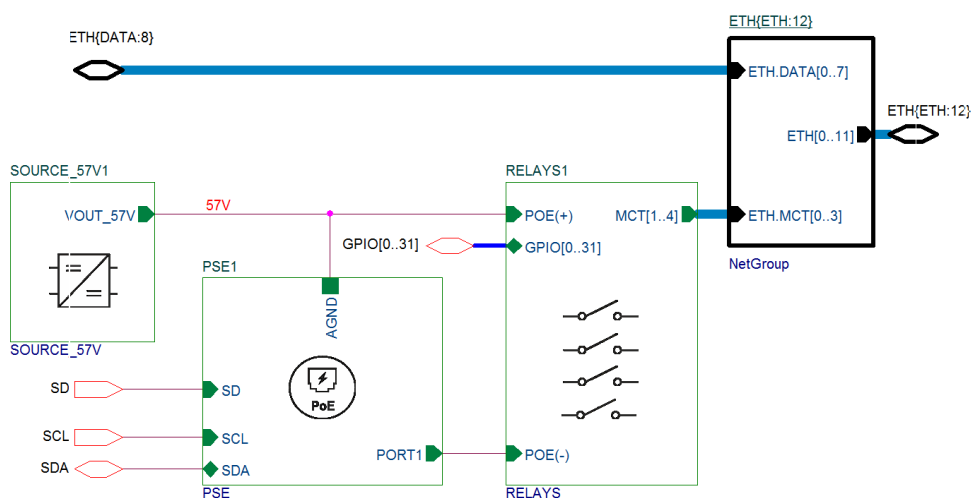 ETH{DATA:8}
ETH{ETH:12}
ETH.DATA[0..7]
ETH{ETH:12}
ETH[0..11]
SOURCE_57V1
RELAYS1
VOUT_57V
57V
POE(+)
MCT[1..4]
ETH.MCT[0..3]
GPIO[0..31]
GPIO[0..31]
NetGroup
PSE1
AGND
SOURCE_57V
PoE
SD
SD
SCL
SCL
PORT1
POE(-)
SDA
SDA
PSE
RELAYS